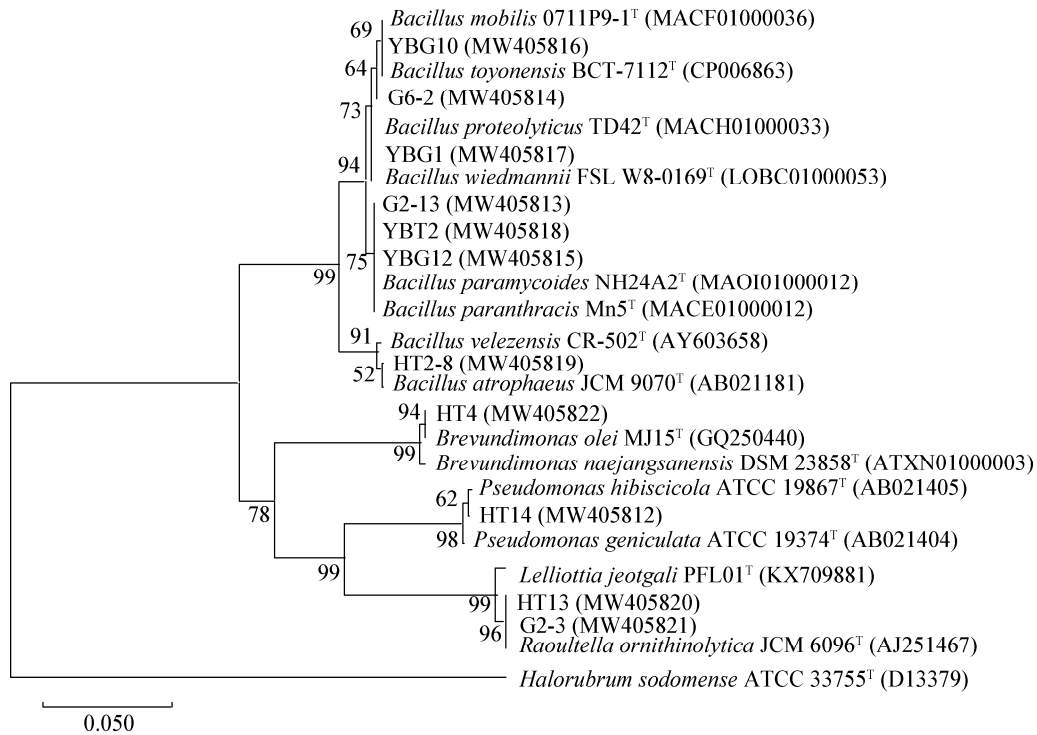 Bacillus mobilis 0711P9-1ᵀ (MACF01000036)
69
YBG10 (MW405816)
64
Bacillus toyonensis BCT-7112ᵀ (CP006863)
G6-2 (MW405814)
73
Bacillus proteolyticus TD42ᵀ (MACH01000033)
YBG1 (MW405817)
94
Bacillus wiedmannii FSL W8-0169ᵀ (LOBC01000053)
G2-13 (MW405813)
YBT2 (MW405818)
YBG12 (MW405815)
75
99
Bacillus paramycoides NH24A2ᵀ (MAOI01000012)
Bacillus paranthracis Mn5ᵀ (MACE01000012)
91
Bacillus velezensis CR-502ᵀ (AY603658)
HT2-8 (MW405819)
52
Bacillus atrophaeus JCM 9070ᵀ (AB021181)
94
HT4 (MW405822)
Brevundimonas olei MJ15ᵀ (GQ250440)
99
Brevundimonas naejangsanensis DSM 23858ᵀ (ATXN01000003)
Pseudomonas hibiscicola ATCC 19867ᵀ (AB021405)
62
HT14 (MW405812)
78
98
Pseudomonas geniculata ATCC 19374ᵀ (AB021404)
99
Lelliottia jeotgali PFL01ᵀ (KX709881)
99
HT13 (MW405820)
G2-3 (MW405821)
96
Raoultella ornithinolytica JCM 6096ᵀ (AJ251467)
Halorubrum sodomense ATCC 33755ᵀ (D13379)
0.050